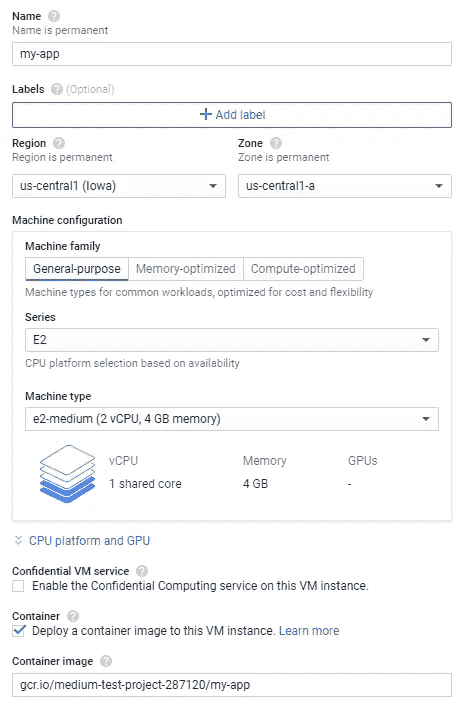 Name
Name is permanent
my-app
Labels (Optional)
+ Add label
Region
Region is permanent
Zone
Zone is permanent
us-central1 (Iowa)
us-central1-a
Machine configuration
Machine family
General-purpose
Memory-optimized
Compute-optimized
Machine types for common workloads, optimized for cost and flexibility
Series
E2
CPU platform selection based on availability
Machine type
e2-medium (2 vCPU, 4 GB memory)
vCPU
Memory
GPUs
1 shared core
4 GB
-
CPU platform and GPU
Confidential VM service
Enable the Confidential Computing service on this VM instance.
Container
Deploy a container image to this VM instance. Learn more
Container image
gcr.io/medium-test-project-287120/my-app